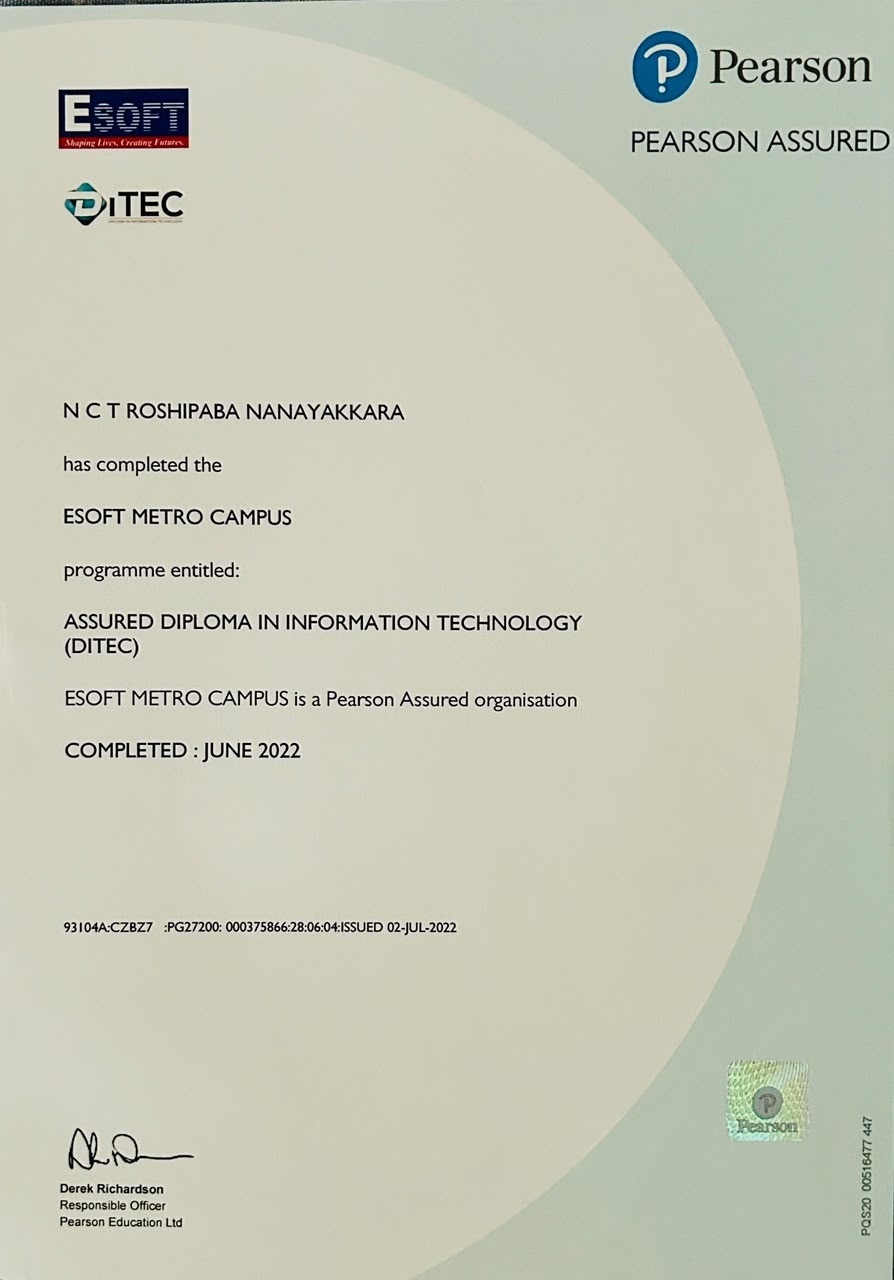 Pearson
PEARSON ASSURED
ESOFT
Shaping Lives, Creating Futures.
DiTEC
N C T ROSHIPABA NANAYAKKARA
has completed the
ESOFT METRO CAMPUS
programme entitled:
ASSURED DIPLOMA IN INFORMATION TECHNOLOGY
(DITEC)
ESOFT METRO CAMPUS is a Pearson Assured organisation
COMPLETED : JUNE 2022
93104A:CZBZ7 :PG27200: 000375866:28:06:04:ISSUED 02-JUL-2022
Pearson
Derek Richardson
Responsible Officer
Pearson Education Ltd
PQS20 00516477 447